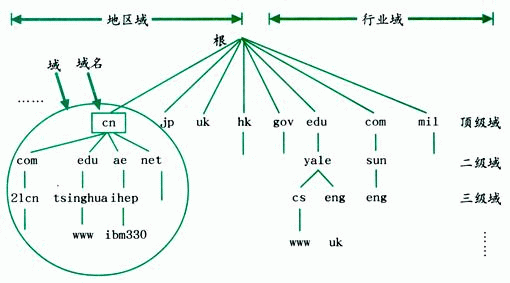 地区域 行业域
根
域 域名
……
cn jp uk hk gov edu com mil 顶级域
com edu ae net yale sun 二级域
21cn tsinghua ihep cs eng eng 三级域
www ibm330 www uk